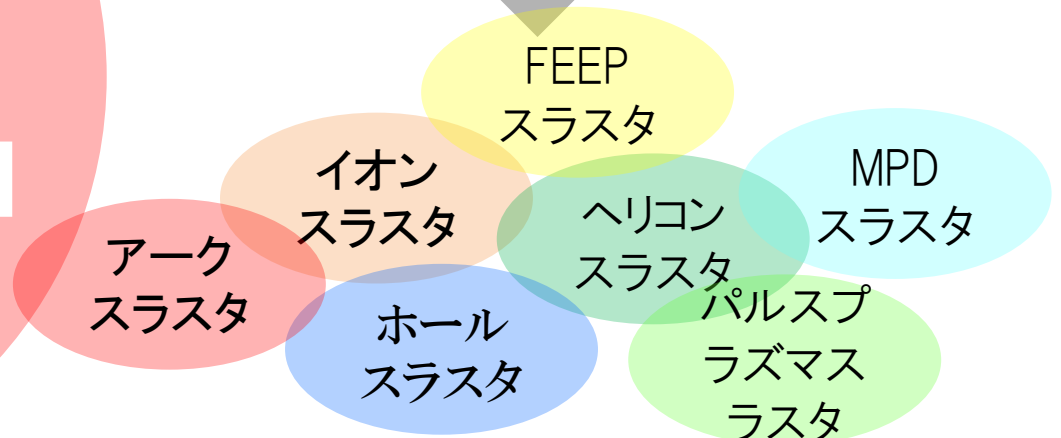 FEEP
スラスタ
イオン
スラスタ
MPD
スラスタ
ヘリコン
スラスタ
アーク
スラスタ
ホール
スラスタ
パルスプ
ラズマス
ラスタ